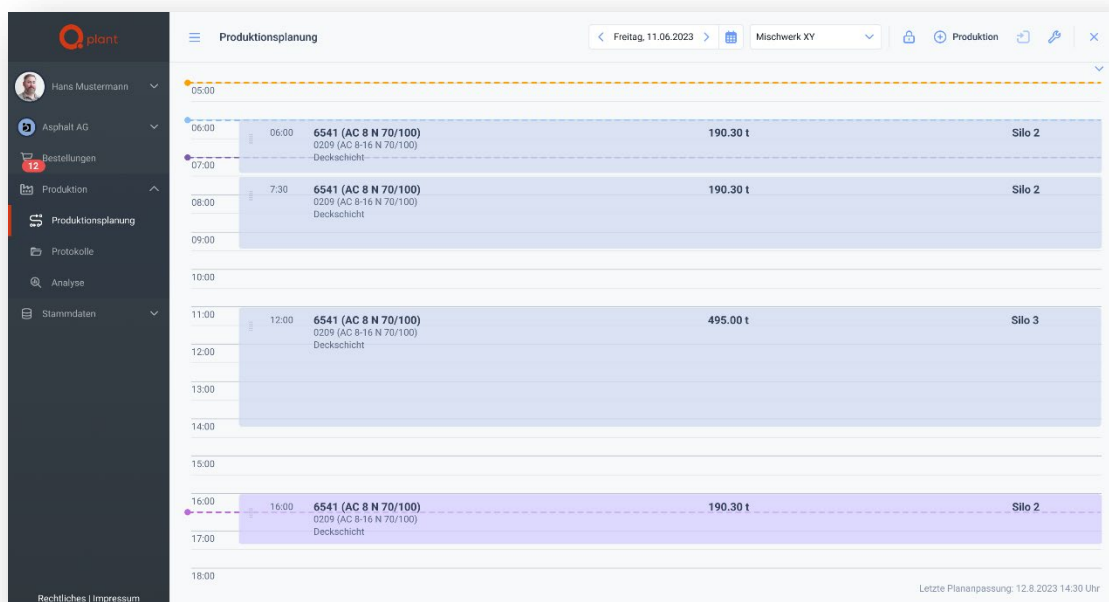 Q plant
Produktionsplanung
Freitag, 11.06.2023
Mischwerk XY
Produktion
Hans Mustermann
Asphalt AG
Bestellungen
12
Produktion
Produktionsplanung
Protokolle
Analyse
Stammdaten
Rechtliches | Impressum
05:00
06:00
06:00 6541 (AC 8 N 70/100) 190.30 t Silo 2
0209 (AC 8-16 N 70/100)
Deckschicht
07:00
7:30 6541 (AC 8 N 70/100) 190.30 t Silo 2
08:00
0209 (AC 8-16 N 70/100)
Deckschicht
09:00
10:00
11:00
12:00 6541 (AC 8 N 70/100) 495.00 t Silo 3
0209 (AC 8-16 N 70/100)
Deckschicht
12:00
13:00
14:00
15:00
16:00
16:00 6541 (AC 8 N 70/100) 190.30 t Silo 2
0209 (AC 8-16 N 70/100)
Deckschicht
17:00
18:00
Letzte Plananpassung: 12.8.2023 14:30 Uhr